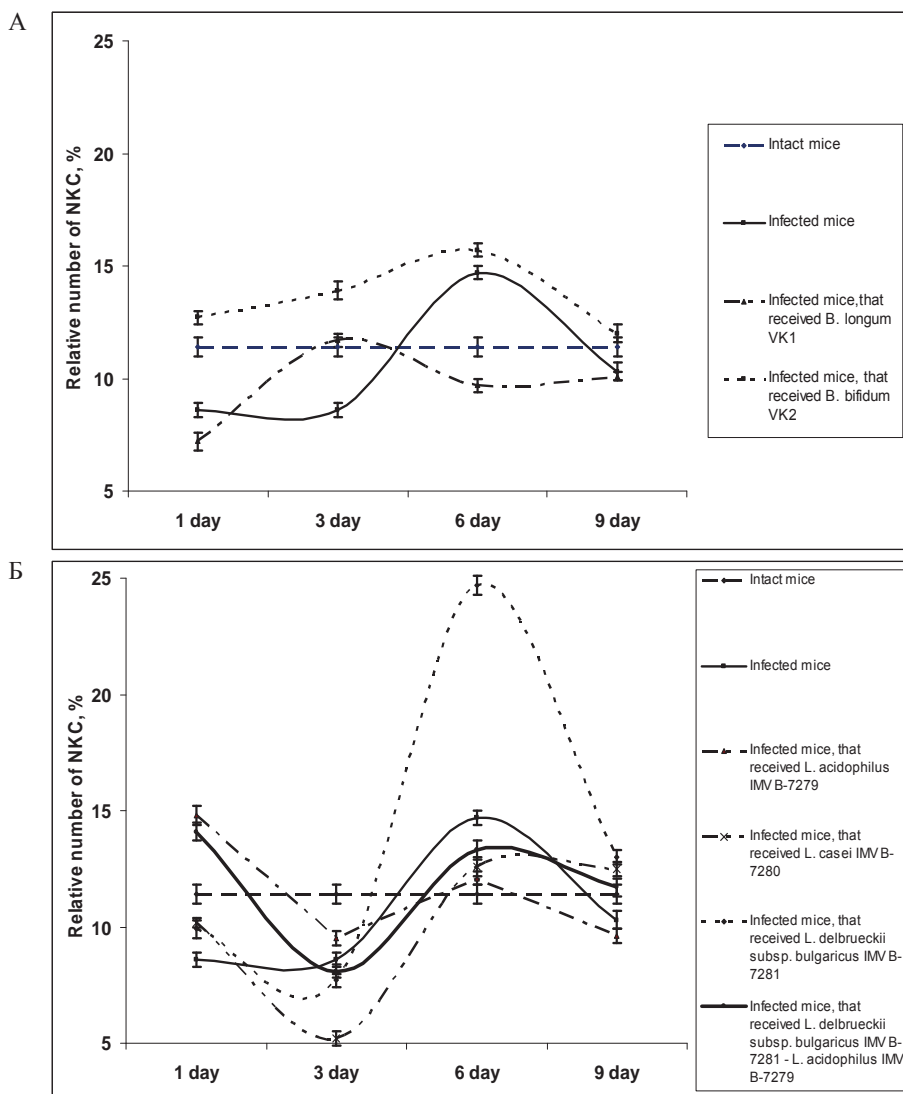 А
Relative number of NKC, %
25
20
15
10
5
1 day
3 day
6 day
9 day
Intact mice
Infected mice
Infected mice,that
received B. longum
VK1
Infected mice, that
received B. bifidum
VK2
Б
Relative number of NKC, %
25
20
15
10
5
1 day
3 day
6 day
9 day
Intact mice
Infected mice
Infected mice, that
received L. acidophilus
IMV B-7279
Infected mice, that
received L. casei IMV B-
7280
Infected mice, that
received L. delbrueckii
subsp. bulgaricus IMV B-
7281
Infected mice, that
received L. delbrueckii
subsp. bulgaricus IMV B-
7281 - L. acidophilus IMV
B-7279